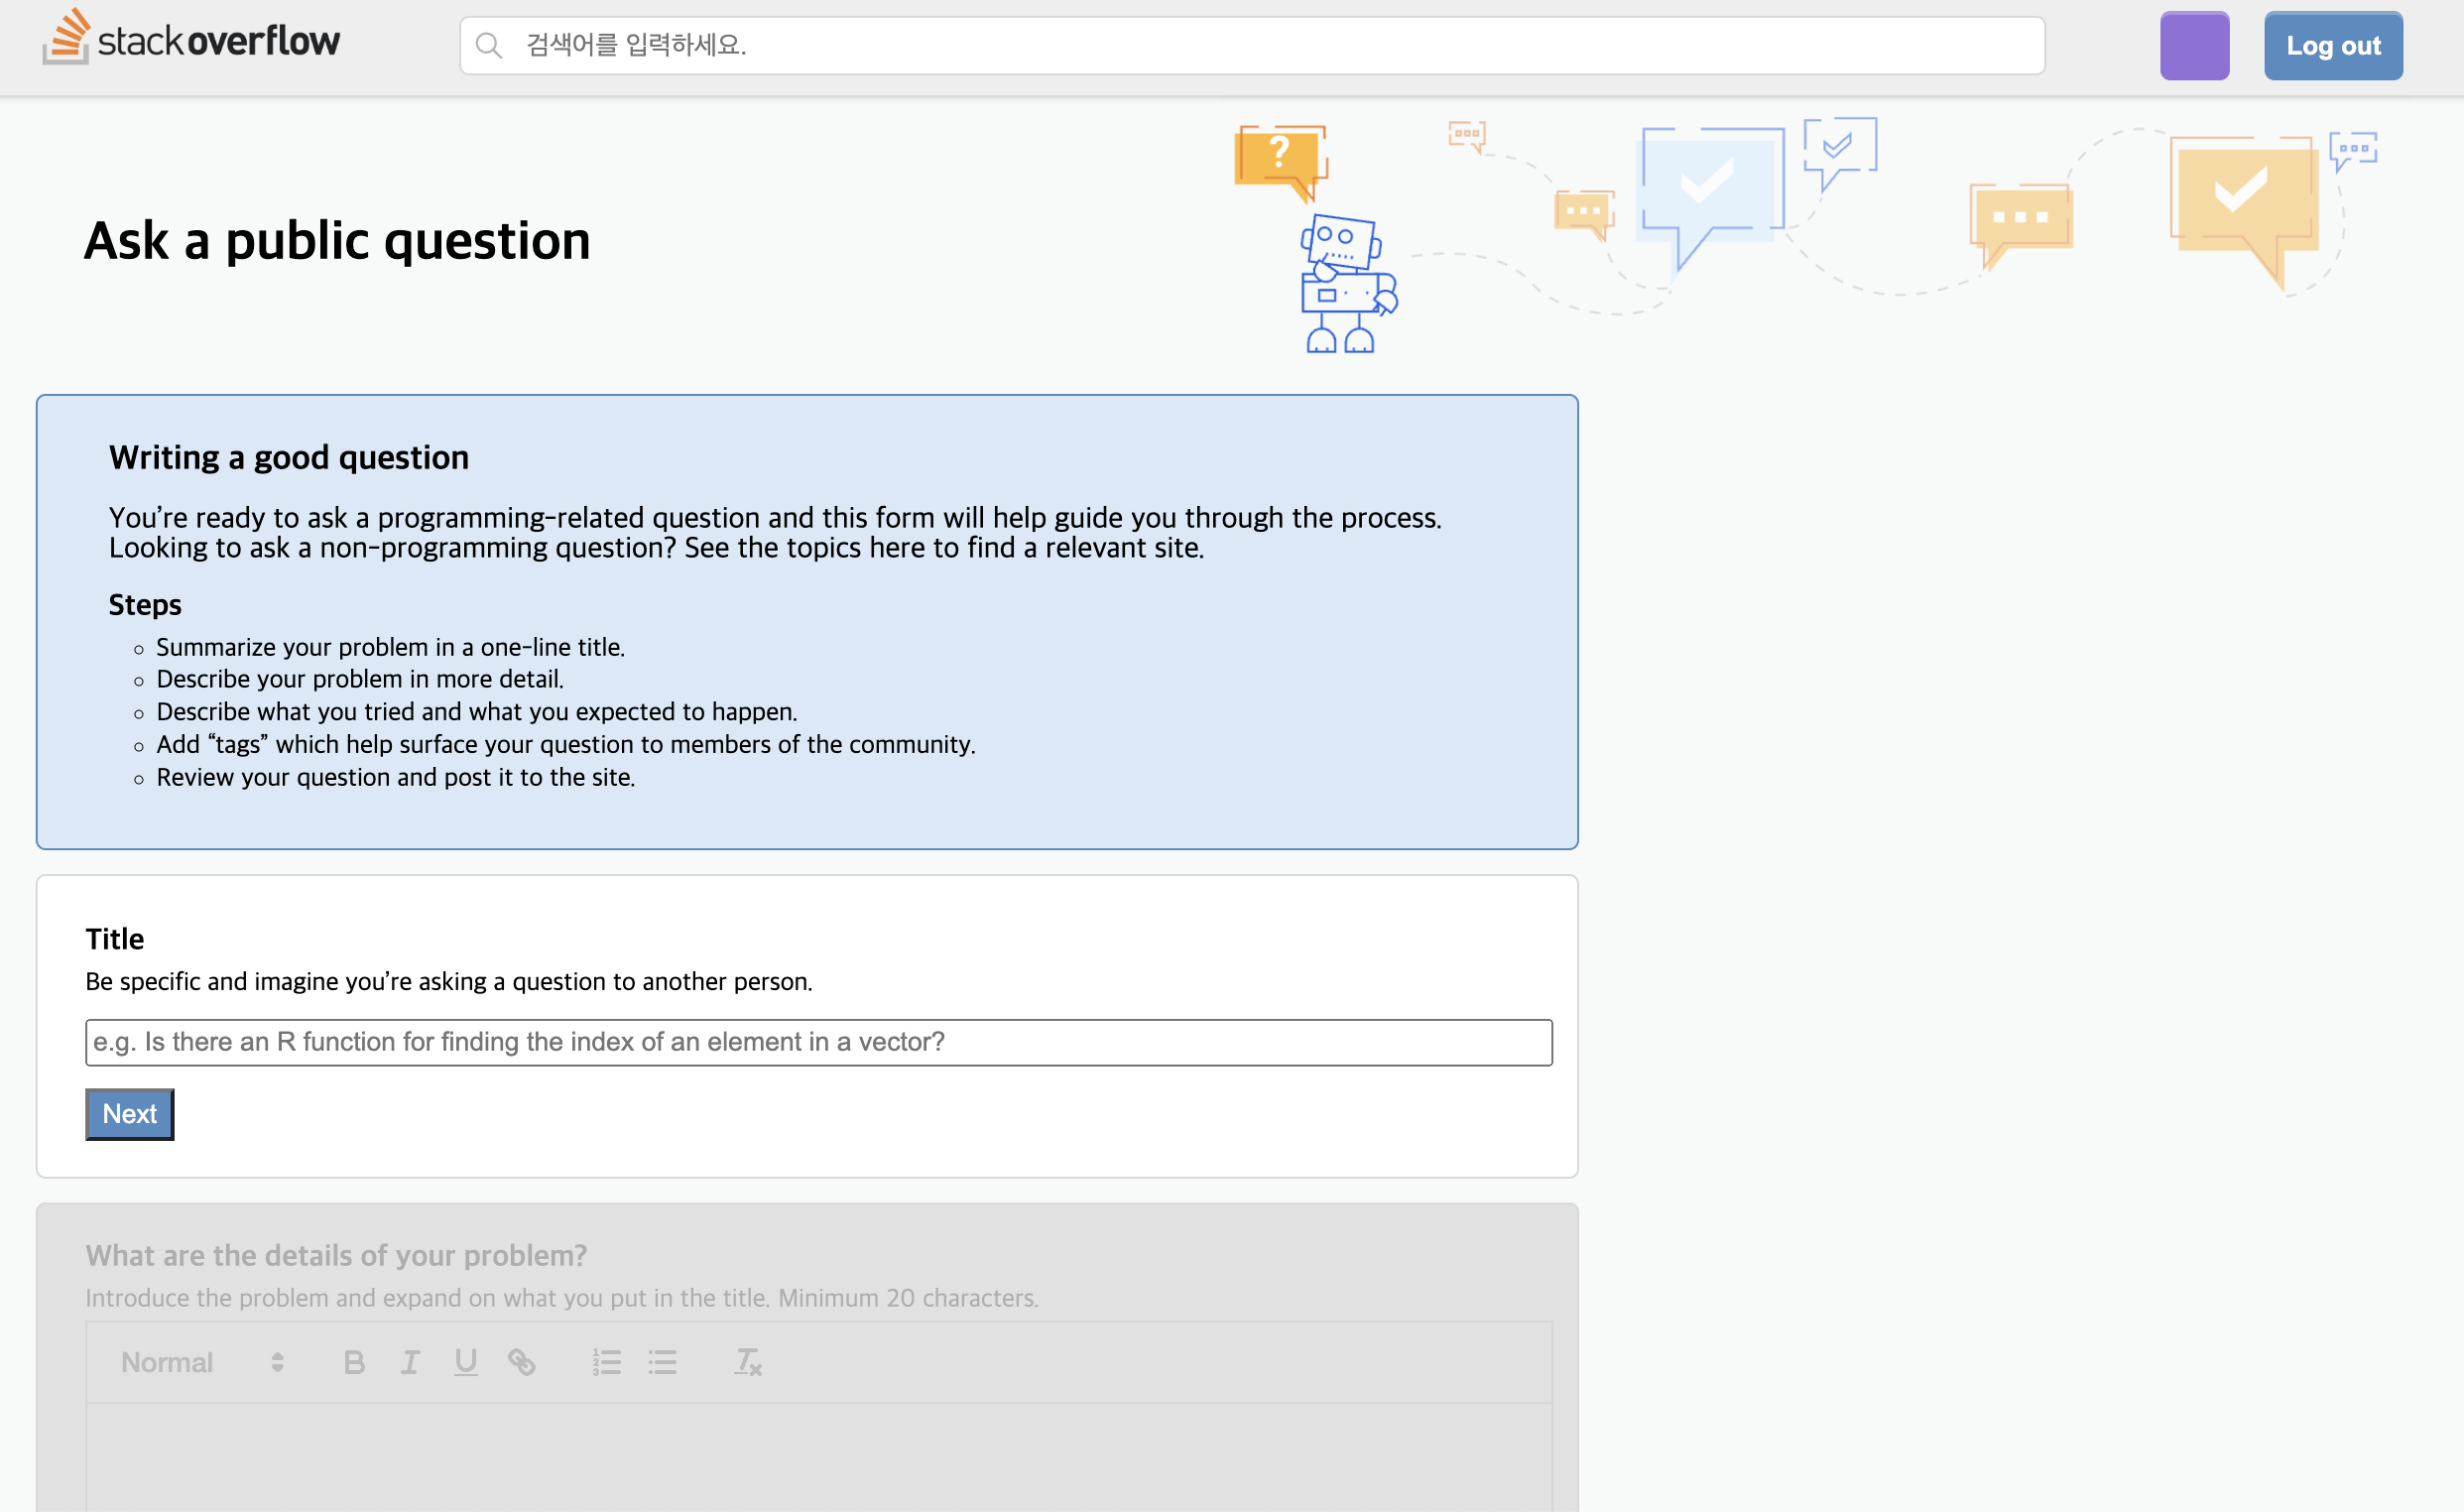 stack overflow
검색어를 입력하세요.
Log out
?
Ask a public question
Writing a good question
You’re ready to ask a programming-related question and this form will help guide you through the process.
Looking to ask a non-programming question? See the topics here to find a relevant site.
Steps
Summarize your problem in a one-line title.
Describe your problem in more detail.
Describe what you tried and what you expected to happen.
Add “tags” which help surface your question to members of the community.
Review your question and post it to the site.
Title
Be specific and imagine you’re asking a question to another person.
e.g. Is there an R function for finding the index of an element in a vector?
Next
What are the details of your problem?
Introduce the problem and expand on what you put in the title. Minimum 20 characters.
Normal B I U